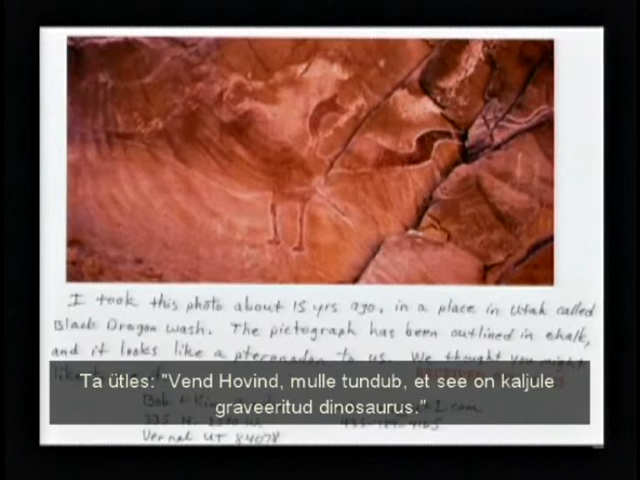 I took this photo about 15 yrs ago, in a place in Utah called
Black Dragon wash. The pictograph has been outlined in chalk,
and it looks like a pteranodon to us. We thought you might
Ta ütles: "Vend Hovind, mulle tundub, et see on kaljule
graveeritud dinosaurus."
Vernal UT 84078